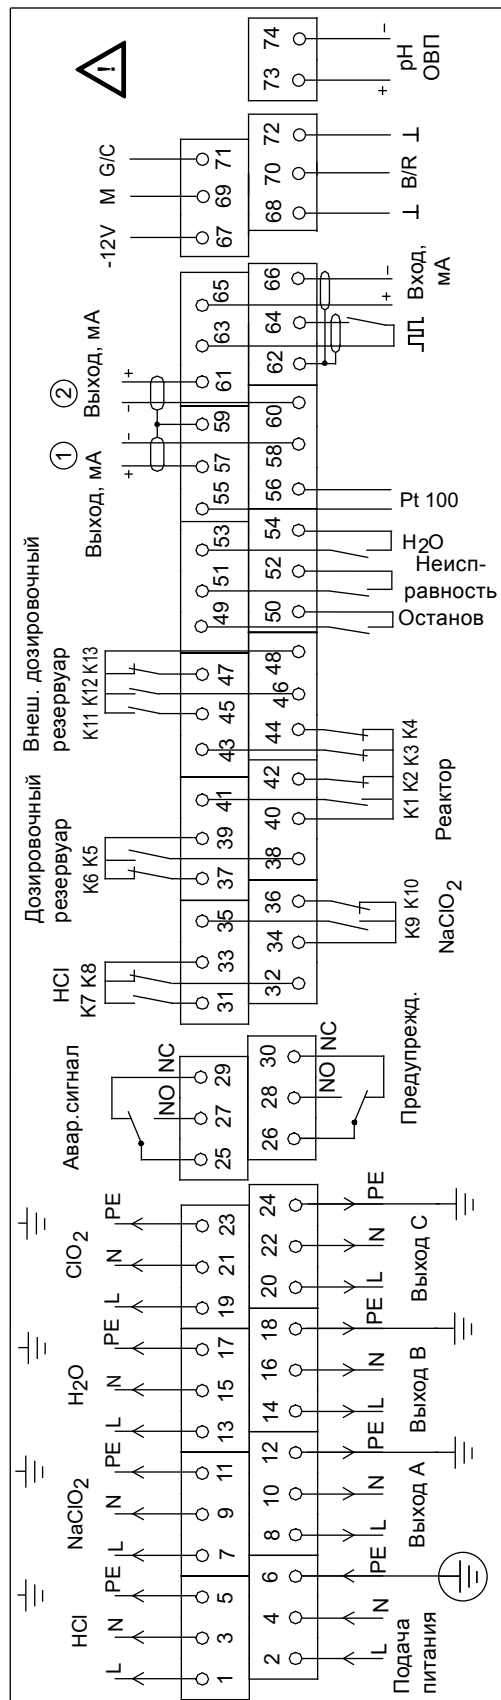 HCl
L N PE
NaClO₂
L N PE
H₂O
L N PE
ClO₂
L N PE
Авар.сигнал
NO NC
HCl
K7 K8
Дозировочный
резервуар
K6 K5
Внеш. дозировочный
резервуар
K11 K12 K13
① ②
Выход, мА Выход, мА
+ - - +
-12V M G/C
!
1 3 5 7 9 11 13 15 17 19 21 23
25 27 29
31 33 35 37 39 41 43 45 47 49 51 53 55 57 59 61 63 65
67 69 71
2 4 6 8 10 12 14 16 18 20 22 24
26 28 30
32 34 36 38 40 42 44 46 48 50 52 54 56 58 60 62 64 66
68 70 72
73 74
L N PE
Подача
питания
L N PE
Выход A
L N PE
Выход B
L N PE
Выход C
NO NC
Предупрежд.
K9 K10
NaClO₂
K1 K2 K3 K4
Реактор
Останов
Неисп-
равность
H₂O
Pt 100
+ -
Вход,
мА
B/R
+ -
pH
ОВП